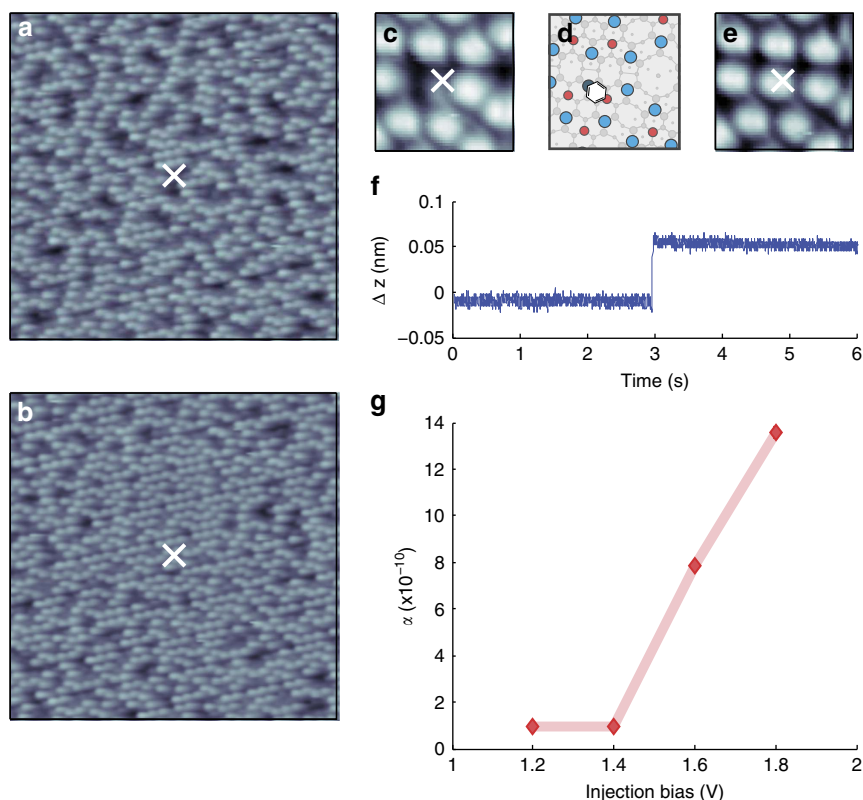 a
c
d
e
f
0.1
0.05
0
−0.05
Δ z (nm)
0 1 2 3 4 5 6
Time (s)
b
g
14
12
10
8
6
4
2
0
α (x10⁻¹⁰)
1 1.2 1.4 1.6 1.8 2
Injection bias (V)